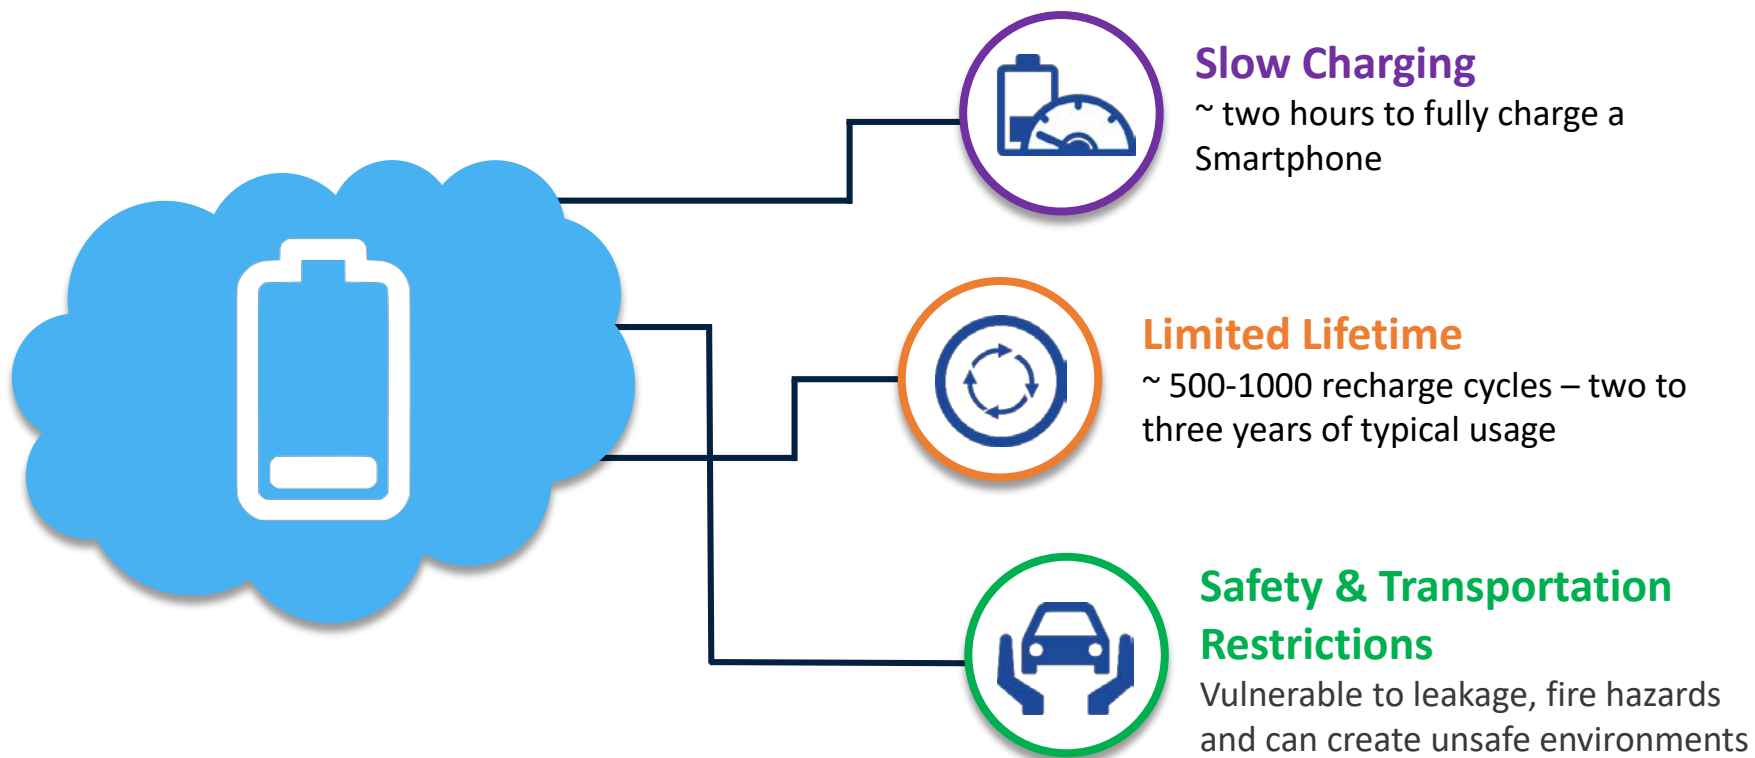 Slow Charging
~ two hours to fully charge a
Smartphone
Limited Lifetime
~ 500-1000 recharge cycles – two to
three years of typical usage
Safety & Transportation
Restrictions
Vulnerable to leakage, fire hazards
and can create unsafe environments